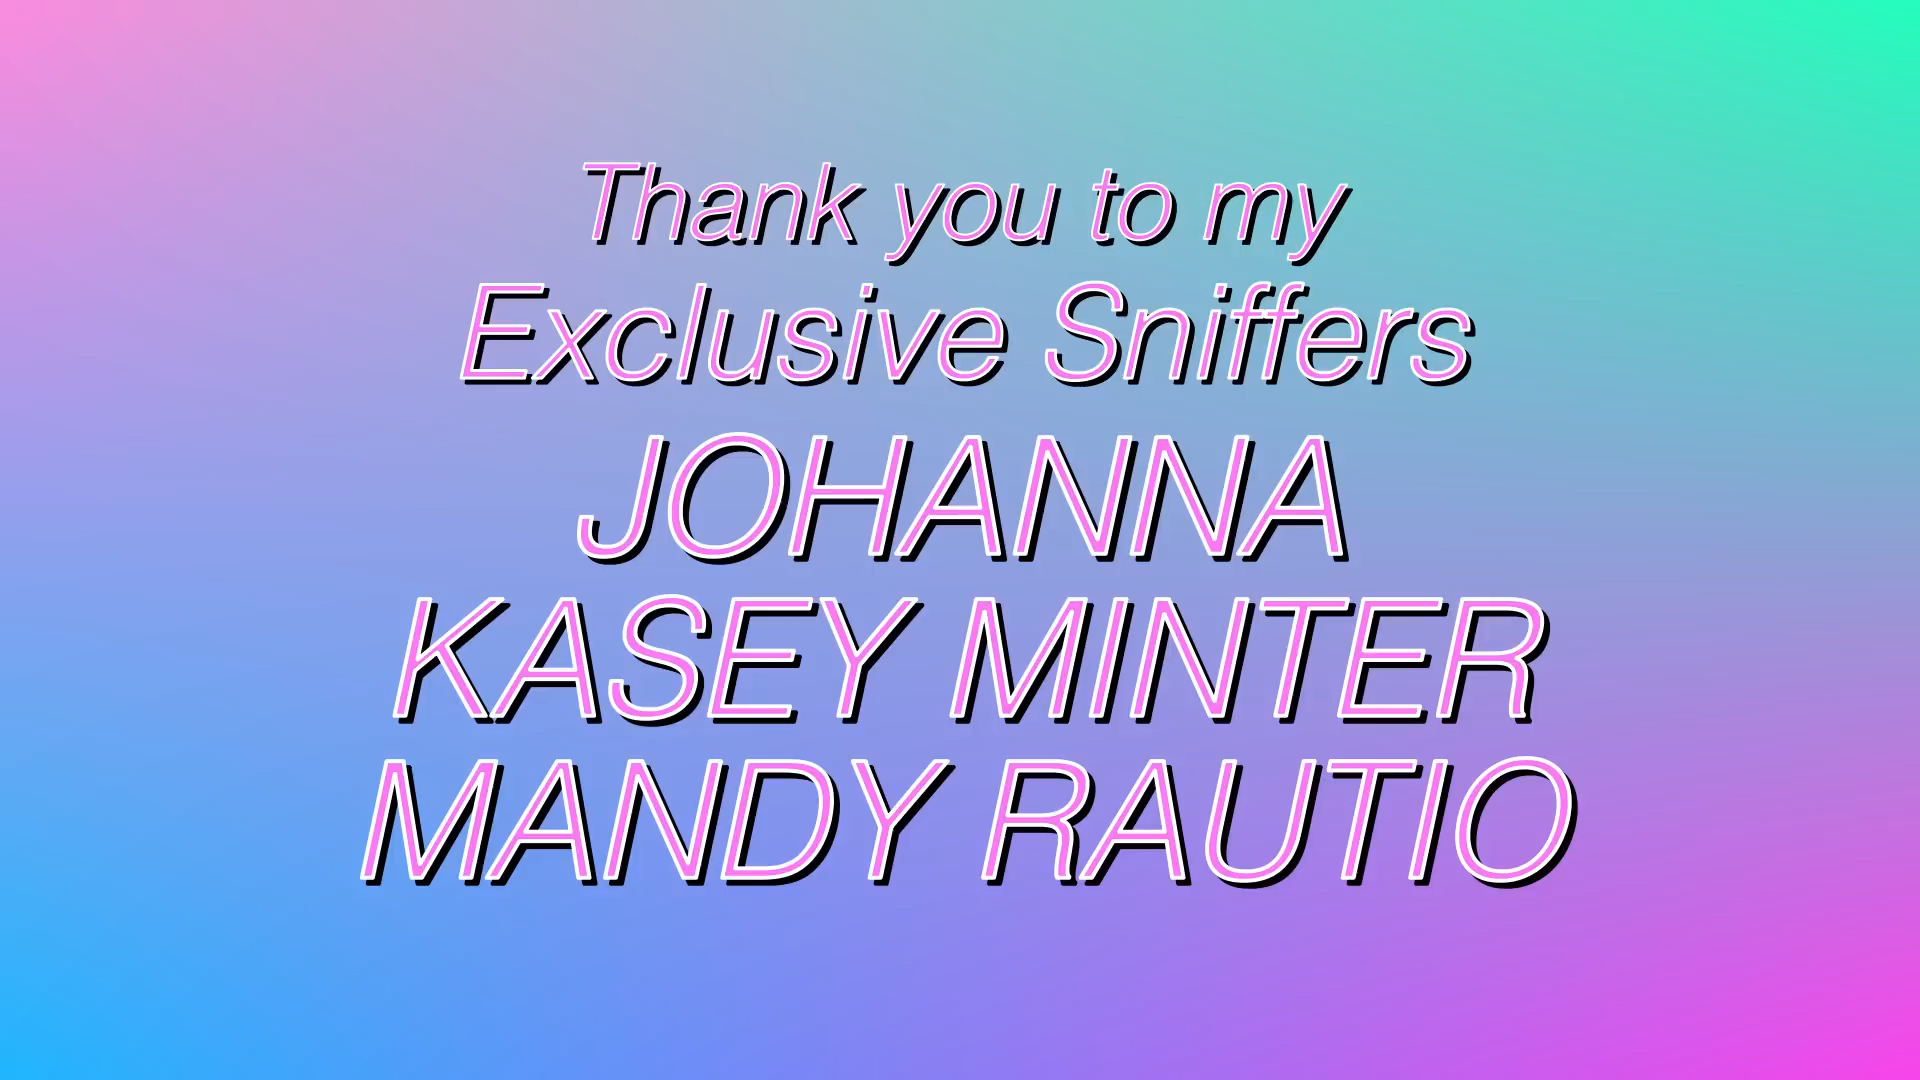 Thank you to my
Exclusive Sniffers
JOHANNA
KASEY MINTER
MANDY RAUTIO